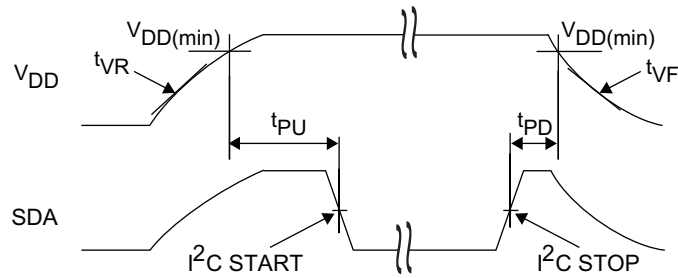 VDD(min)
VDD(min)
tVR
tVF
VDD
tPU
tPD
SDA
I2C START
I2C STOP